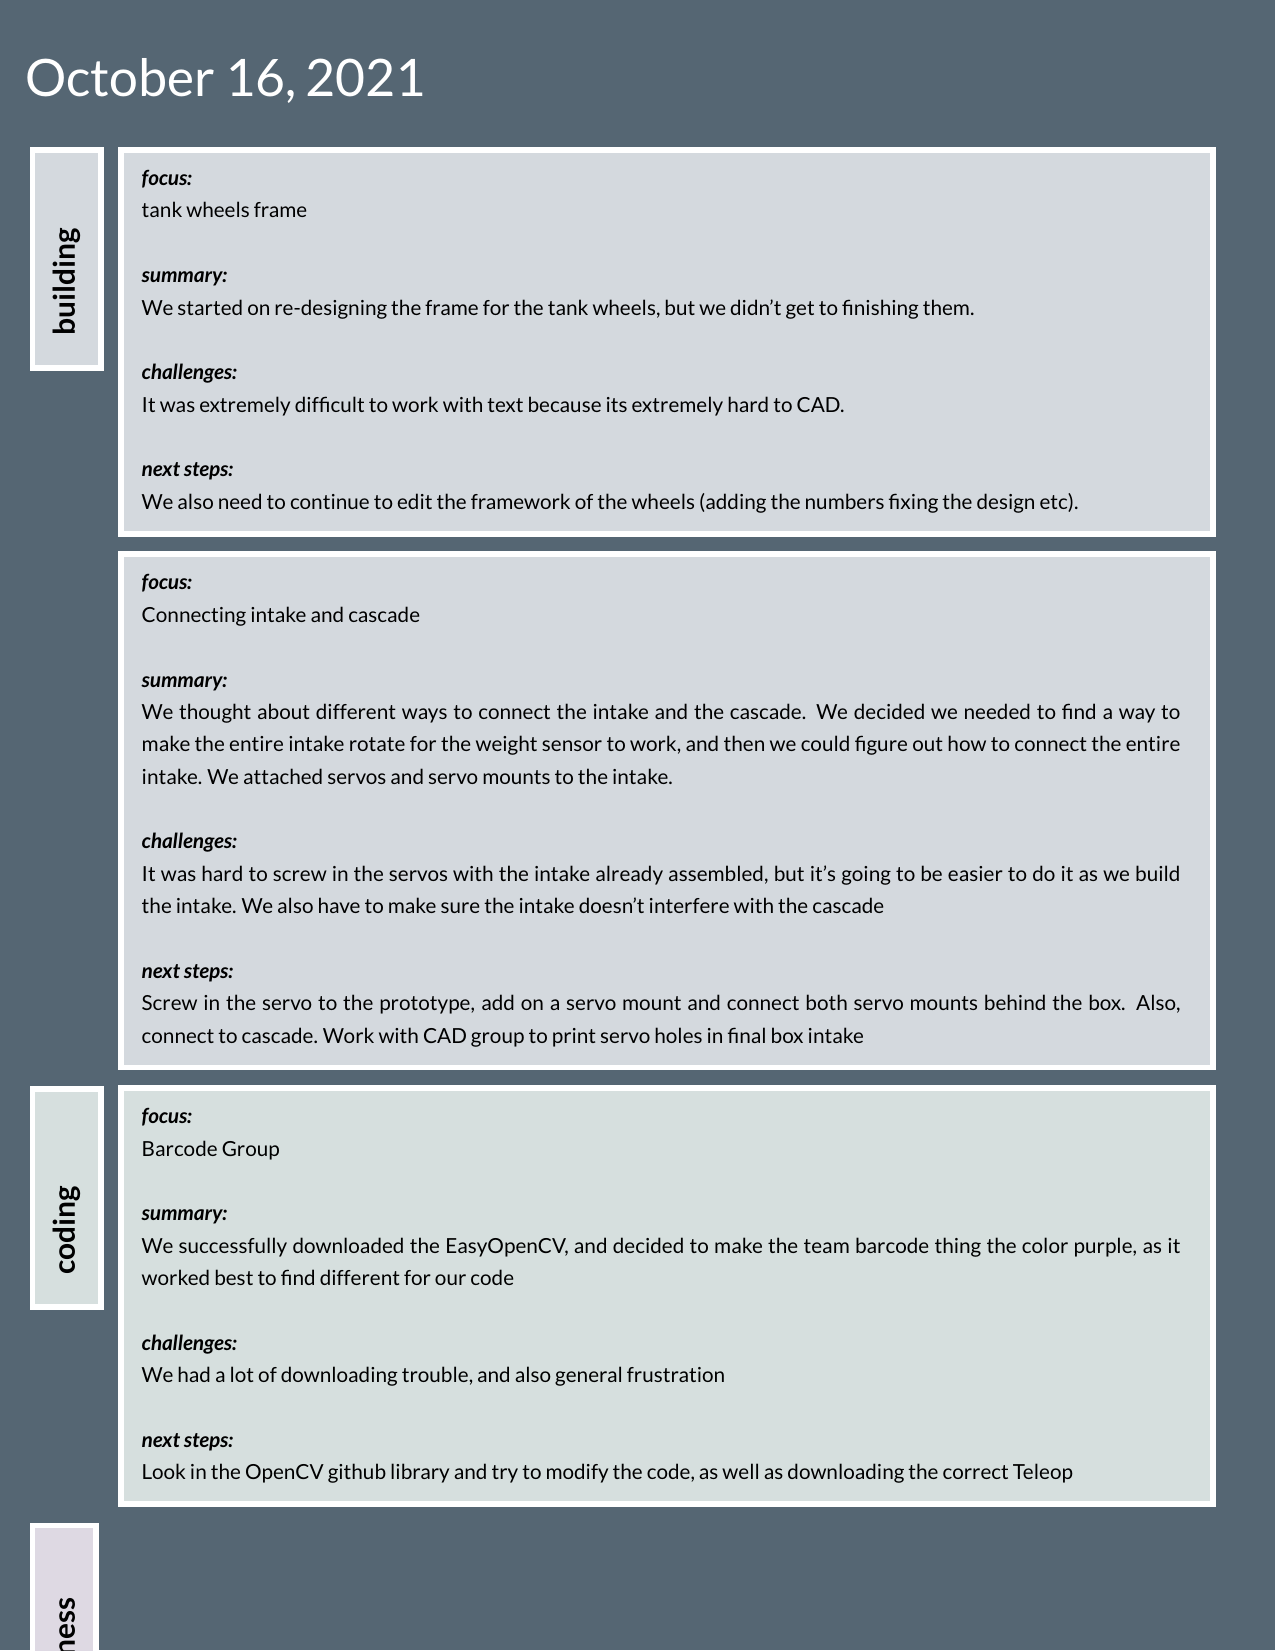 October 16, 2021
building
focus:
tank wheels frame
summary:
We started on re-designing the frame for the tank wheels, but we didn’t get to finishing them.
challenges:
It was extremely difficult to work with text because its extremely hard to CAD.
next steps:
We also need to continue to edit the framework of the wheels (adding the numbers fixing the design etc).
focus:
Connecting intake and cascade
summary:
We thought about different ways to connect the intake and the cascade. We decided we needed to find a way to
make the entire intake rotate for the weight sensor to work, and then we could figure out how to connect the entire
intake. We attached servos and servo mounts to the intake.
challenges:
It was hard to screw in the servos with the intake already assembled, but it’s going to be easier to do it as we build
the intake. We also have to make sure the intake doesn’t interfere with the cascade
next steps:
Screw in the servo to the prototype, add on a servo mount and connect both servo mounts behind the box. Also,
connect to cascade. Work with CAD group to print servo holes in final box intake
coding
focus:
Barcode Group
summary:
We successfully downloaded the EasyOpenCV, and decided to make the team barcode thing the color purple, as it
worked best to find different for our code
challenges:
We had a lot of downloading trouble, and also general frustration
next steps:
Look in the OpenCV github library and try to modify the code, as well as downloading the correct Teleop